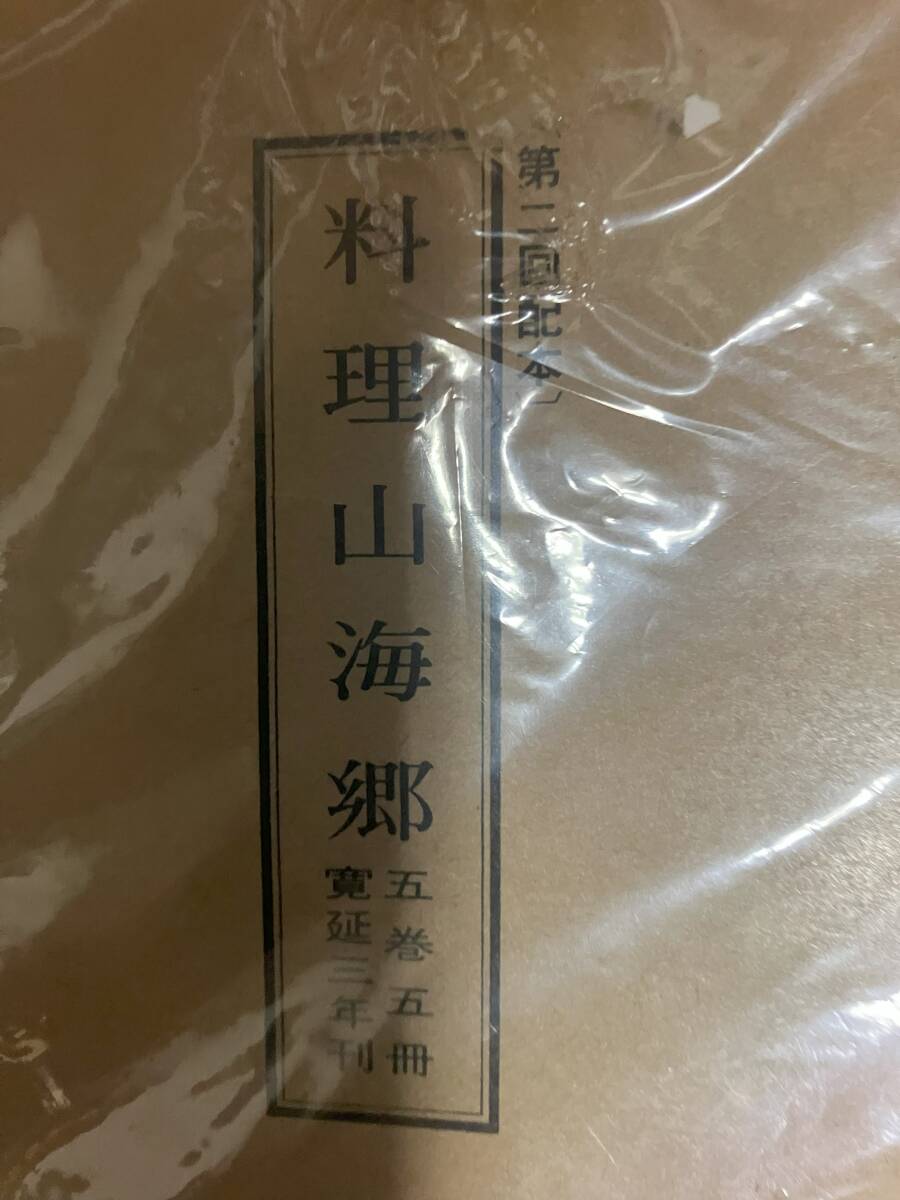 第二回配本〕
料理山海郷
五巻五冊
寛延三年刊